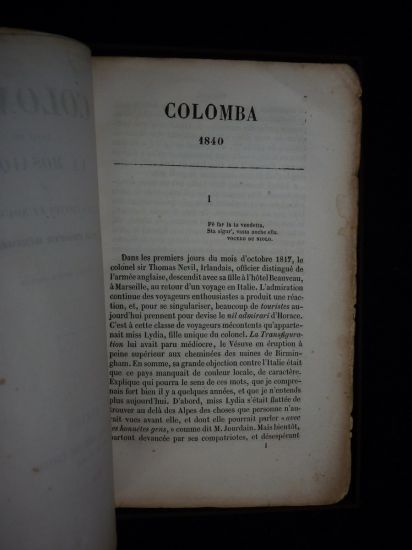 COLOMBA
1840
I
Pè far la to vendetta,
Sta sigur', vasta anche ella.
VOCERO DU NIOLO.
Dans les premiers jours du mois d'octobre 1817, le
colonel sir Thomas Nevil, Irlandais, officier distingué de
l'armée anglaise, descendit avec sa fille à l'hôtel Beauveau,
à Marseille, au retour d'un voyage en Italie. L'admiration
continue des voyageurs enthousiastes a produit une réac-
tion, et, pour se singulariser, beaucoup de touristes au-
jourd'hui prennent pour devise le nil admirari d'Horace.
C'est à cette classe de voyageurs mécontents qu'apparte-
nait miss Lydia, fille unique du colonel. La Transfigura-
tion lui avait paru médiocre, le Vésuve en éruption à
peine supérieur aux cheminées des usines de Birmin-
gham. En somme, sa grande objection contre l'Italie était
que ce pays manquait de couleur locale, de caractère.
Explique qui pourra le sens de ces mots, que je compre-
nais fort bien il y a quelques années, et que je n'entends
plus aujourd'hui. D'abord, miss Lydia s'était flattée de
trouver au delà des Alpes des choses que personne n'au-
rait vues avant elle, et dont elle pourrait parler « avec
les honnêtes gens, » comme dit M. Jourdain. Mais bientôt,
partout devancée par ses compatriotes, et désespérant
1
COLOM